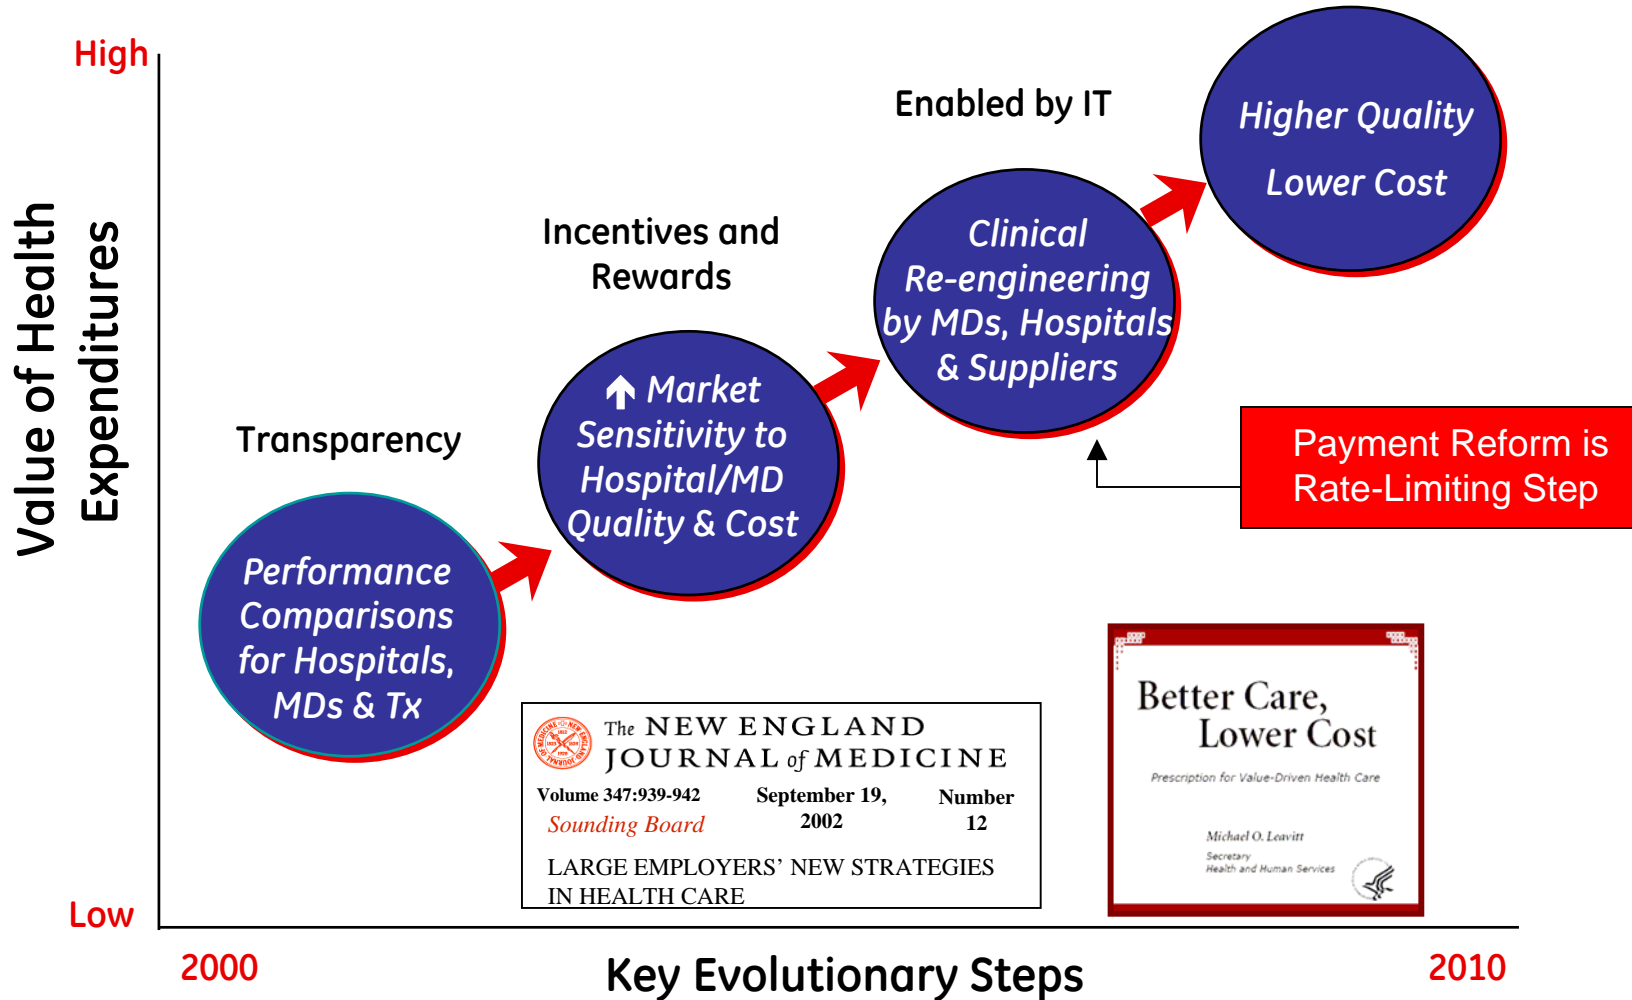 High
Value of Health
Expenditures
Low
2000
Key Evolutionary Steps
2010
Transparency
Performance
Comparisons
for Hospitals,
MDs & Tx
Incentives and
Rewards
Market
Sensitivity to
Hospital/MD
Quality & Cost
Enabled by IT
Clinical
Re-engineering
by MDs, Hospitals
& Suppliers
Higher Quality
Lower Cost
Payment Reform is
Rate-Limiting Step
The NEW ENGLAND
JOURNAL of MEDICINE
Volume 347:939-942
September 19,
2002
Number
12
Sounding Board
LARGE EMPLOYERS’ NEW STRATEGIES
IN HEALTH CARE
Better Care,
Lower Cost
Prescription for Value-Driven Health Care
Michael O. Leavitt
Secretary
Health and Human Services